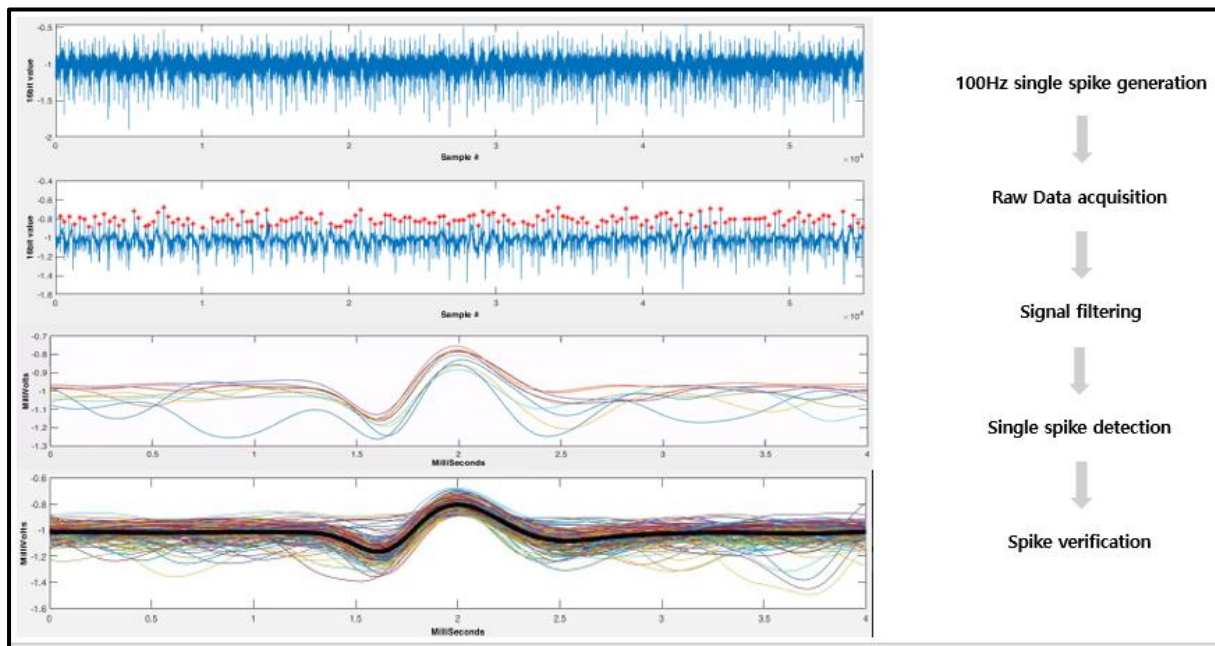 -0.5
-1
-1.5
-2
16bit value
0 1 2 3 4 5
Sample #
×10⁴
-0.4
-0.6
-0.8
-1
-1.2
-1.4
-1.6
16bit value
0 1 2 3 4 5
Sample #
×10⁴
-0.7
-0.8
-0.9
-1
-1.1
-1.2
-1.3
MilliVolts
0 0.5 1 1.5 2 2.5 3 3.5 4
MilliSeconds
-0.6
-0.8
-1
-1.2
-1.4
-1.6
MilliVolts
0 0.5 1 1.5 2 2.5 3 3.5 4
MilliSeconds
100Hz single spike generation
Raw Data acquisition
Signal filtering
Single spike detection
Spike verification